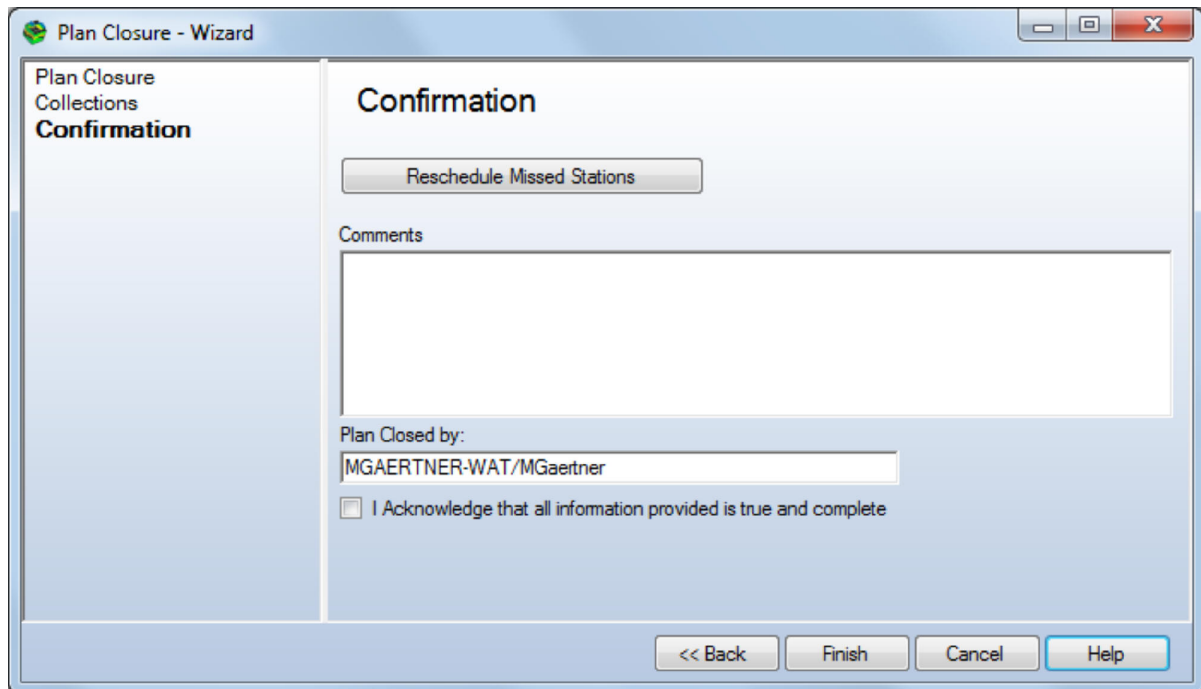 Plan Closure - Wizard
Plan Closure
Collections
Confirmation
Confirmation
Reschedule Missed Stations
Comments
Plan Closed by:
MGAERTNER-WAT/MGaertner
I Acknowledge that all information provided is true and complete
<< Back
Finish
Cancel
Help